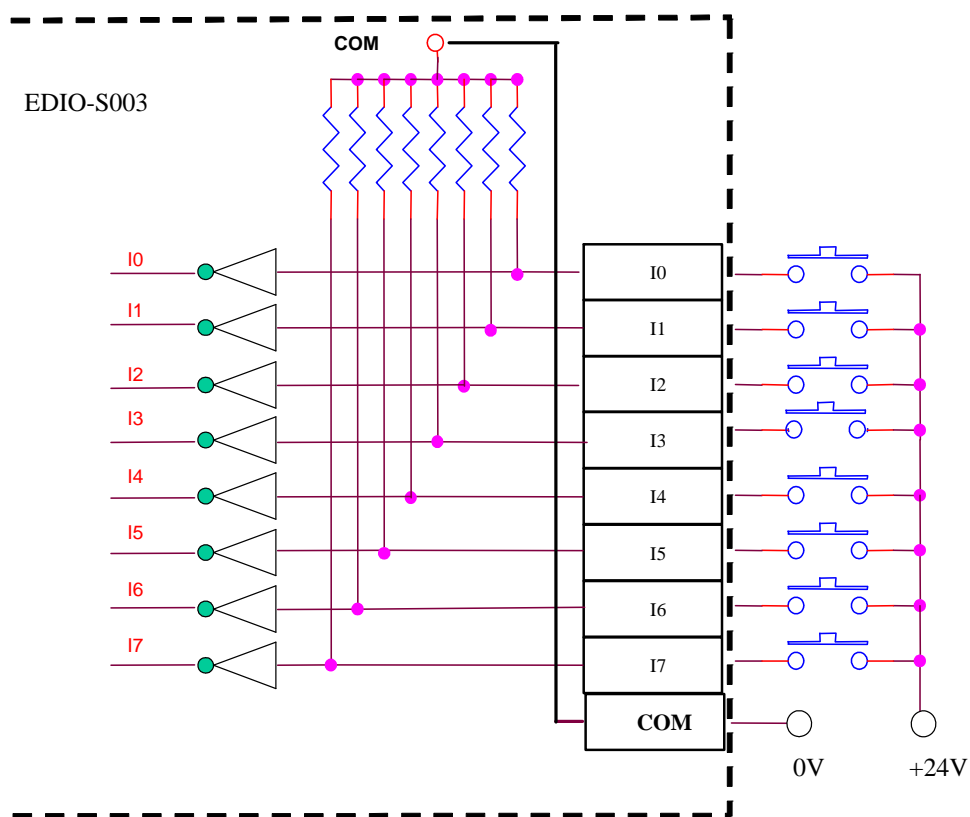 COM
EDIO-S003
I0 I0
I1 I1
I2 I2
I3 I3
I4 I4
I5 I5
I6 I6
I7 I7
COM
0V +24V